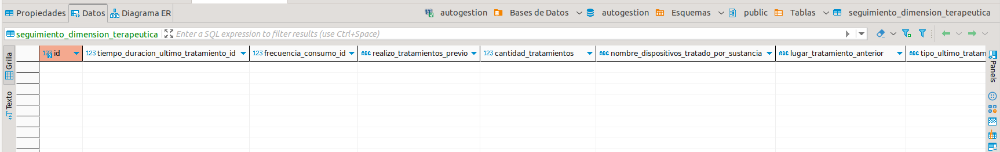 Propiedades Datos Diagrama ER autogestion Bases de Datos autogestion Esquemas public Tablas seguimiento_dimension_terapeutica
seguimiento_dimension_terapeutica Enter a SQL expression to filter results (use Ctrl+Space)
123 id 123 tiempo_duracion_ultimo_tratamiento_id 123 frecuencia_consumo_id ABC realizo_tratamientos_previo 123 cantidad_tratamientos ABC nombre_dispositivos_tratado_por_sustancia ABC lugar_tratamiento_anterior ABC tipo_ultimo_tratam
Grilla
Texto
Panels